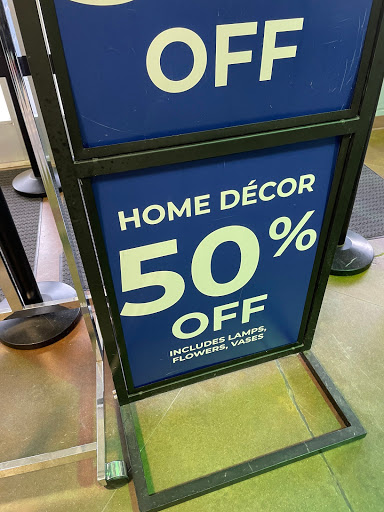 OFF
HOME DÉCOR
50%
OFF
INCLUDES LAMPS,
FLOWERS, VASES